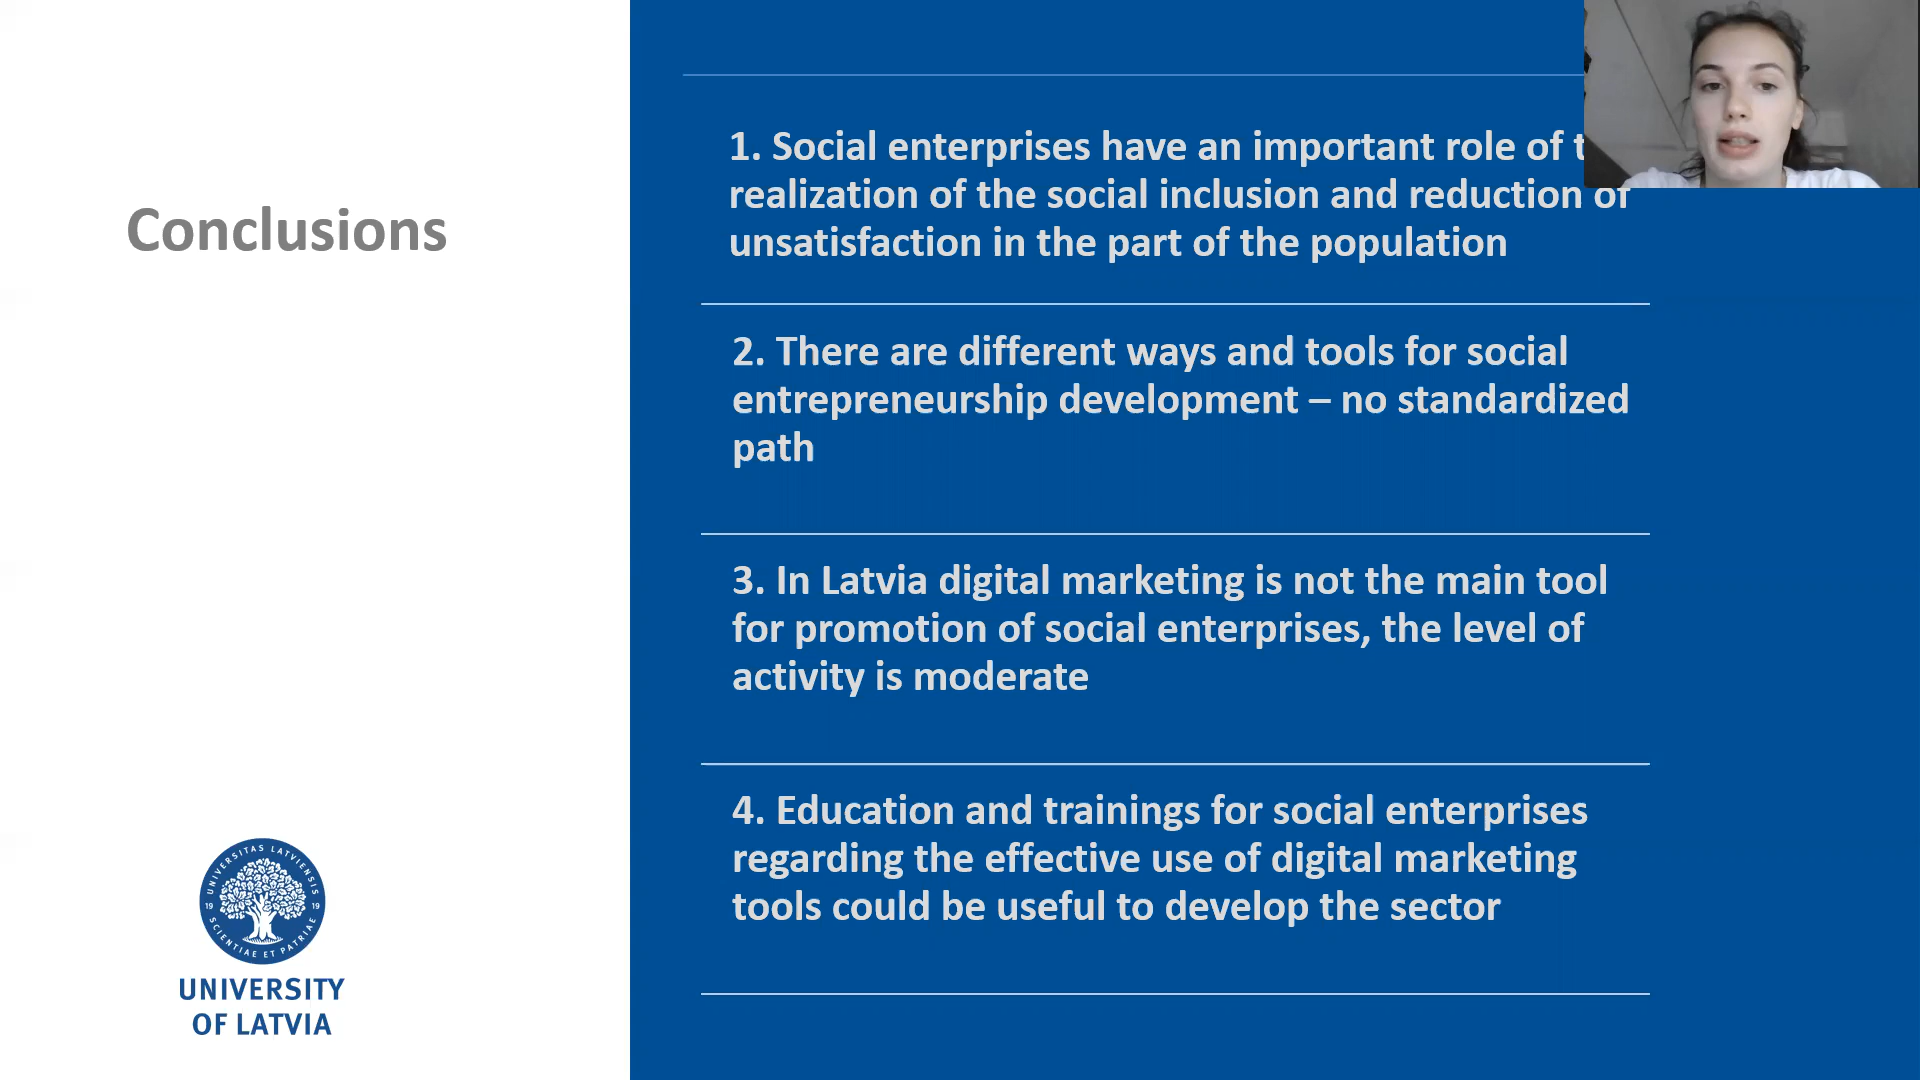 Conclusions
1. Social enterprises have an important role of
realization of the social inclusion and reduction of
unsatisfaction in the part of the population
2. There are different ways and tools for social
entrepreneurship development – no standardized
path
3. In Latvia digital marketing is not the main tool
for promotion of social enterprises, the level of
activity is moderate
4. Education and trainings for social enterprises
regarding the effective use of digital marketing
tools could be useful to develop the sector
UNIVERSITAS LATVIENSIS
19 19
SCIENTIAE ET PATRIAE
UNIVERSITY
OF LATVIA